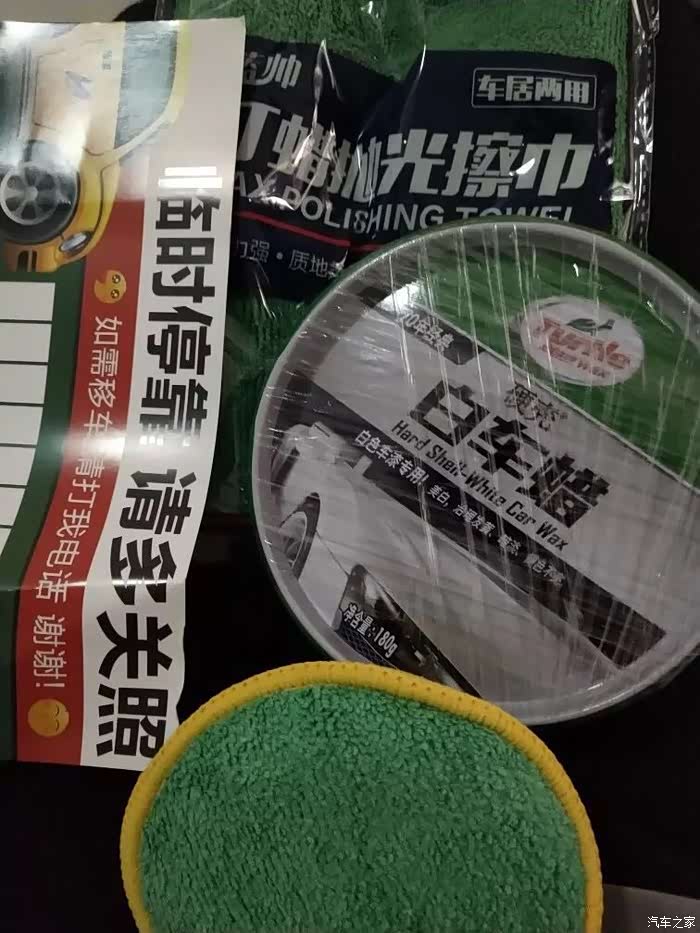 帅
车居两用
打蜡抛光擦巾
WAX POLISHING TOWEL
力强·质地
临时停靠 请多关照
如需移车 请打我电话 谢谢!
Turtle
WAX
白车蜡
Hard Shell-White Car Wax
白色车漆专用!
净含量:180g
汽车之家